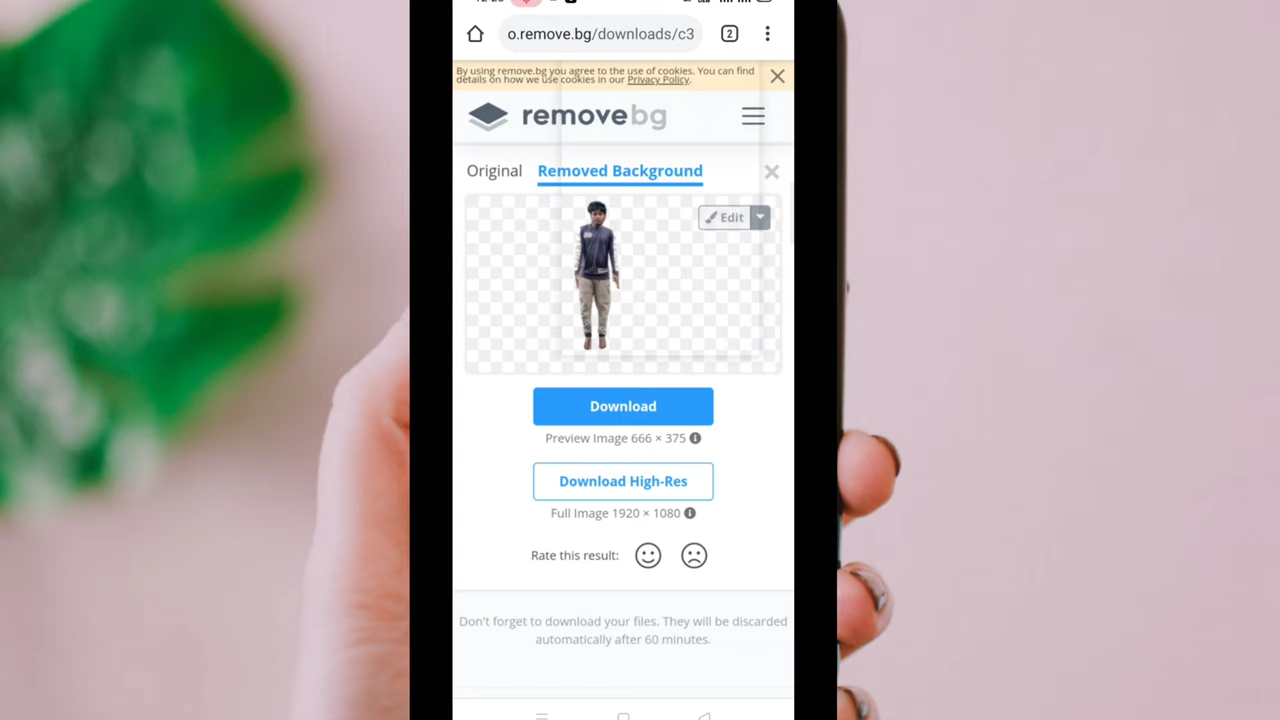 o.remove.bg/downloads/c3
2
By using remove.bg you agree to the use of cookies. You can find
details on how we use cookies in our Privacy Policy.
removebg
Original Removed Background
Edit
Download
Preview Image 666 × 375
Download High-Res
Full Image 1920 × 1080
Rate this result:
Don't forget to download your files. They will be discarded
automatically after 60 minutes.